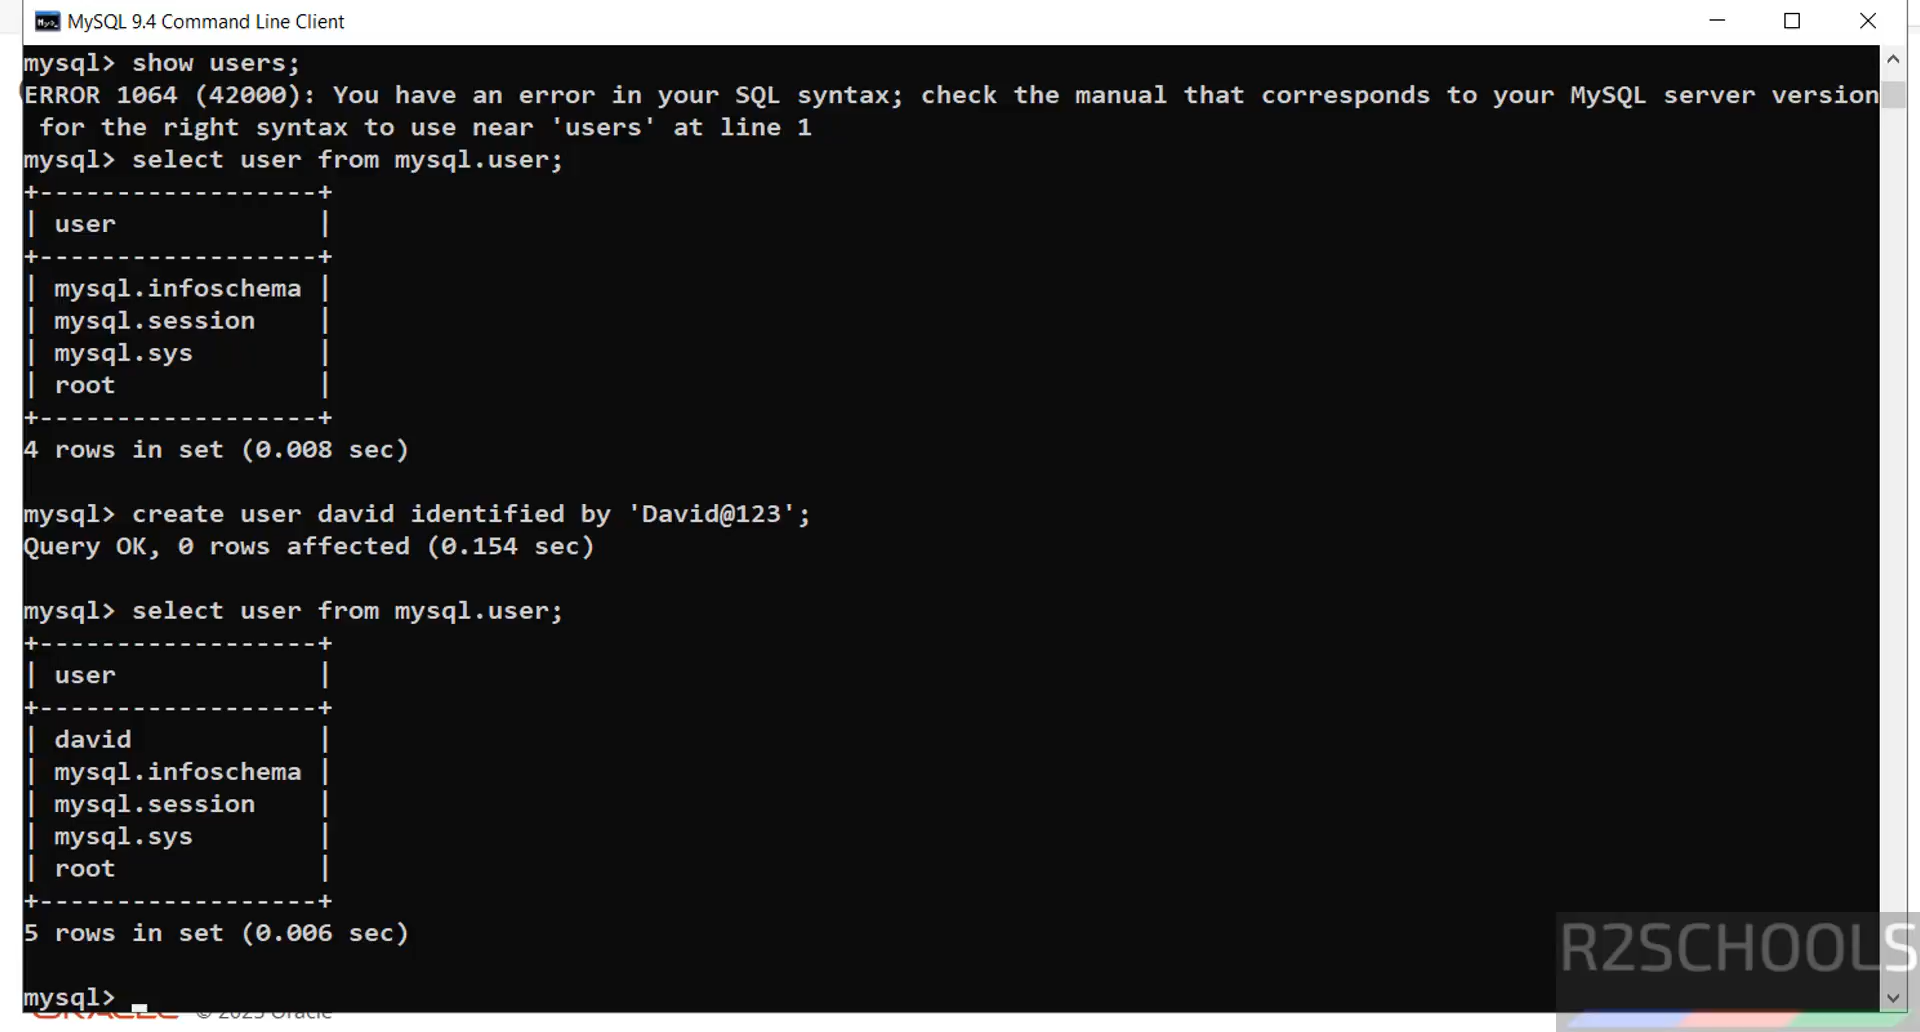 MySQL 9.4 Command Line Client
mysql> show users;
ERROR 1064 (42000): You have an error in your SQL syntax; check the manual that corresponds to your MySQL server version
 for the right syntax to use near 'users' at line 1
mysql> select user from mysql.user;
+------------------+
| user             |
+------------------+
| mysql.infoschema |
| mysql.session    |
| mysql.sys        |
| root             |
+------------------+
4 rows in set (0.008 sec)
mysql> create user david identified by 'David@123';
Query OK, 0 rows affected (0.154 sec)
mysql> select user from mysql.user;
+------------------+
| user             |
+------------------+
| david            |
| mysql.infoschema |
| mysql.session    |
| mysql.sys        |
| root             |
+------------------+
5 rows in set (0.006 sec)
R2SCHOOLS
mysql>
ORACLE © 2025 Oracle